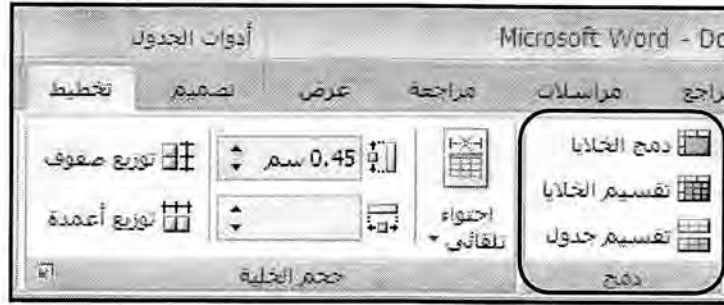 Microsoft Word - Do
أدوات الجدول
راجع مراسلات مراجعة عرض تصميم تخطيط
دمج الخلايا
تقسيم الخلايا
تقسيم جدول
دمج
احتواء
تلقائي
0.45 سم
توزيع صفوف
توزيع أعمدة
حجم الخلية